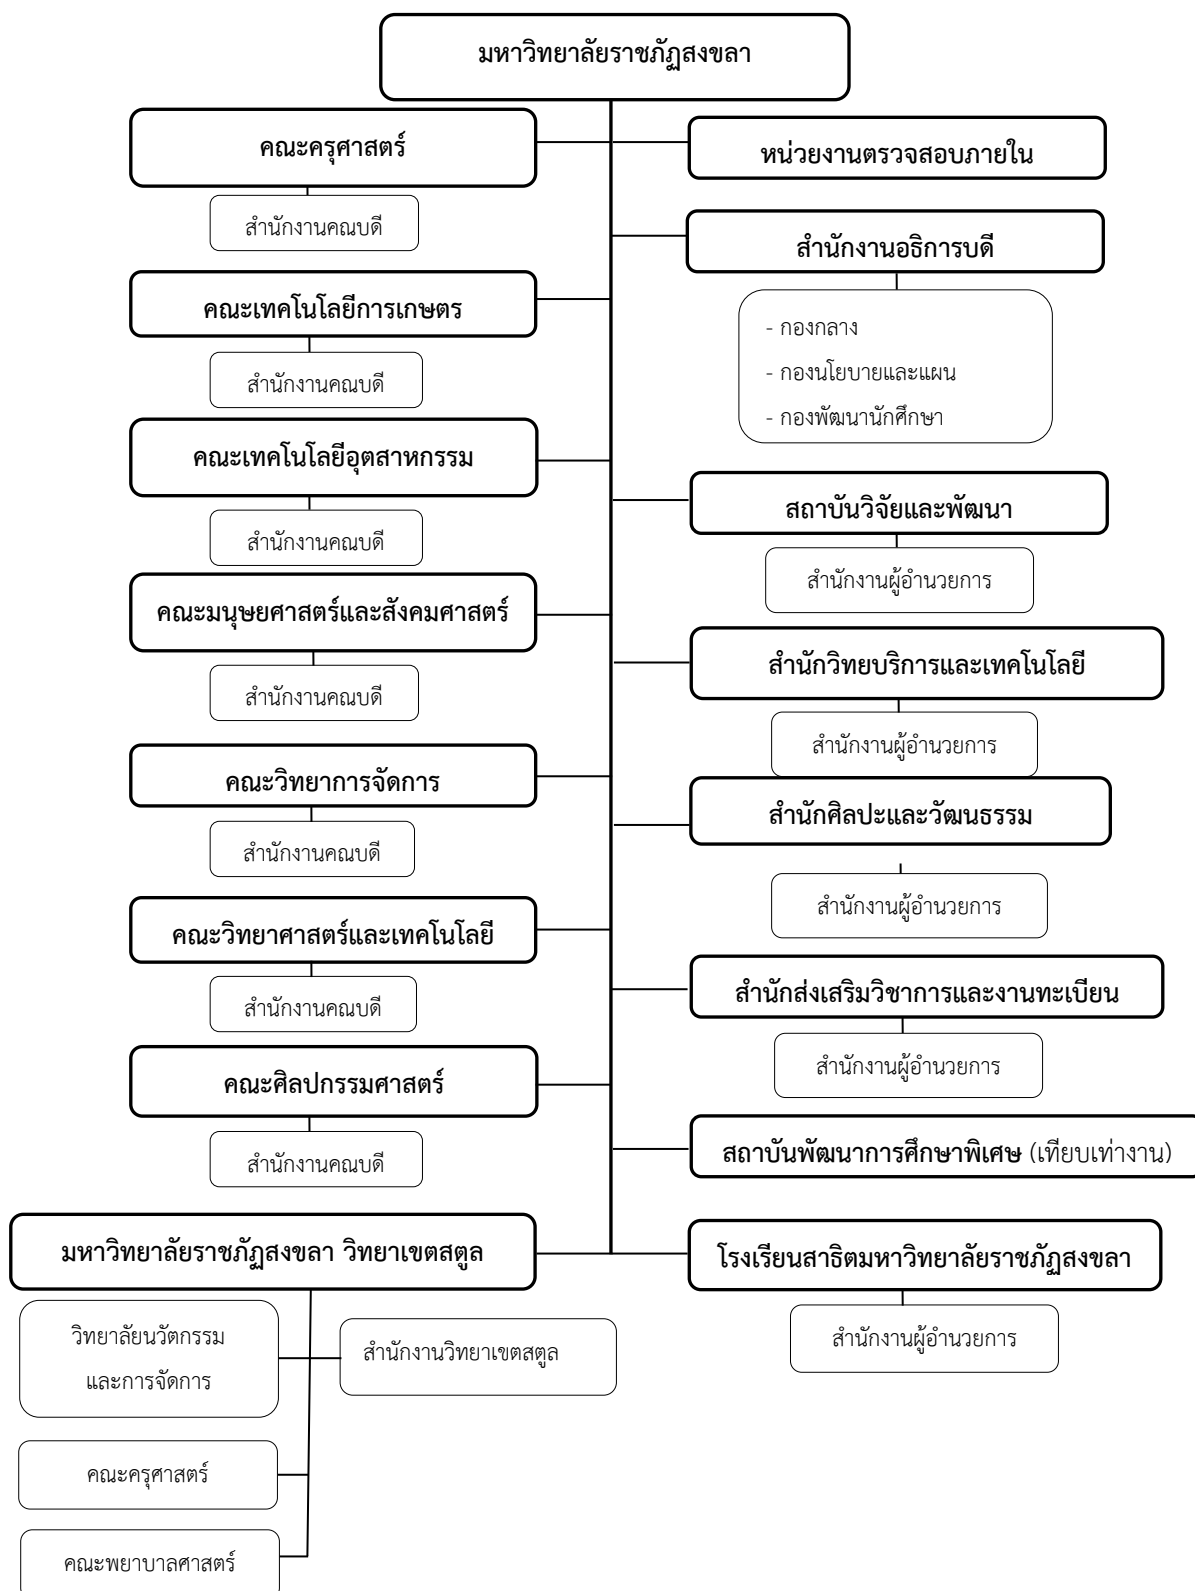 มหาวิทยาลัยราชภัฏสงขลา
คณะครุศาสตร์
สำนักงานคณบดี
คณะเทคโนโลยีการเกษตร
สำนักงานคณบดี
คณะเทคโนโลยีอุตสาหกรรม
สำนักงานคณบดี
คณะมนุษยศาสตร์และสังคมศาสตร์
สำนักงานคณบดี
คณะวิทยาการจัดการ
สำนักงานคณบดี
คณะวิทยาศาสตร์และเทคโนโลยี
สำนักงานคณบดี
คณะศิลปกรรมศาสตร์
สำนักงานคณบดี
มหาวิทยาลัยราชภัฏสงขลา วิทยาเขตสตูล
วิทยาลัยนวัตกรรม
และการจัดการ
สำนักงานวิทยาเขตสตูล
คณะครุศาสตร์
คณะพยาบาลศาสตร์
หน่วยงานตรวจสอบภายใน
สำนักงานอธิการบดี
- กองกลาง
- กองนโยบายและแผน
- กองพัฒนานักศึกษา
สถาบันวิจัยและพัฒนา
สำนักงานผู้อำนวยการ
สำนักวิทยบริการและเทคโนโลยี
สำนักงานผู้อำนวยการ
สำนักศิลปะและวัฒนธรรม
สำนักงานผู้อำนวยการ
สำนักส่งเสริมวิชาการและงานทะเบียน
สำนักงานผู้อำนวยการ
สถาบันพัฒนาการศึกษาพิเศษ (เทียบเท่างาน)
โรงเรียนสาธิตมหาวิทยาลัยราชภัฏสงขลา
สำนักงานผู้อำนวยการ